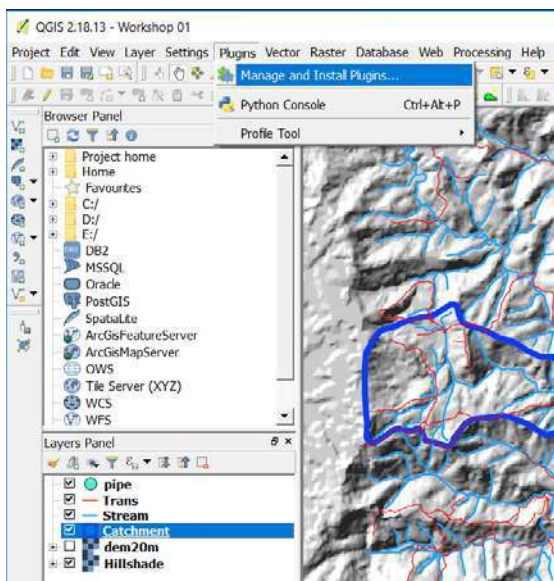 QGIS 2.18.13 - Workshop 01
Project Edit View Layer Settings Plugins Vector Raster Database Web Processing Help
Manage and Install Plugins...
Python Console Ctrl+Alt+P
Profile Tool
Browser Panel
Project home
Home
Favourites
C:/
D:/
E:/
DB2
MSSQL
Oracle
PostGIS
SpatiaLite
ArcGisFeatureServer
ArcGisMapServer
OWS
Tile Server (XYZ)
WCS
WFS
Layers Panel
pipe
Trans
Stream
Catchment
dem20m
Hillshade